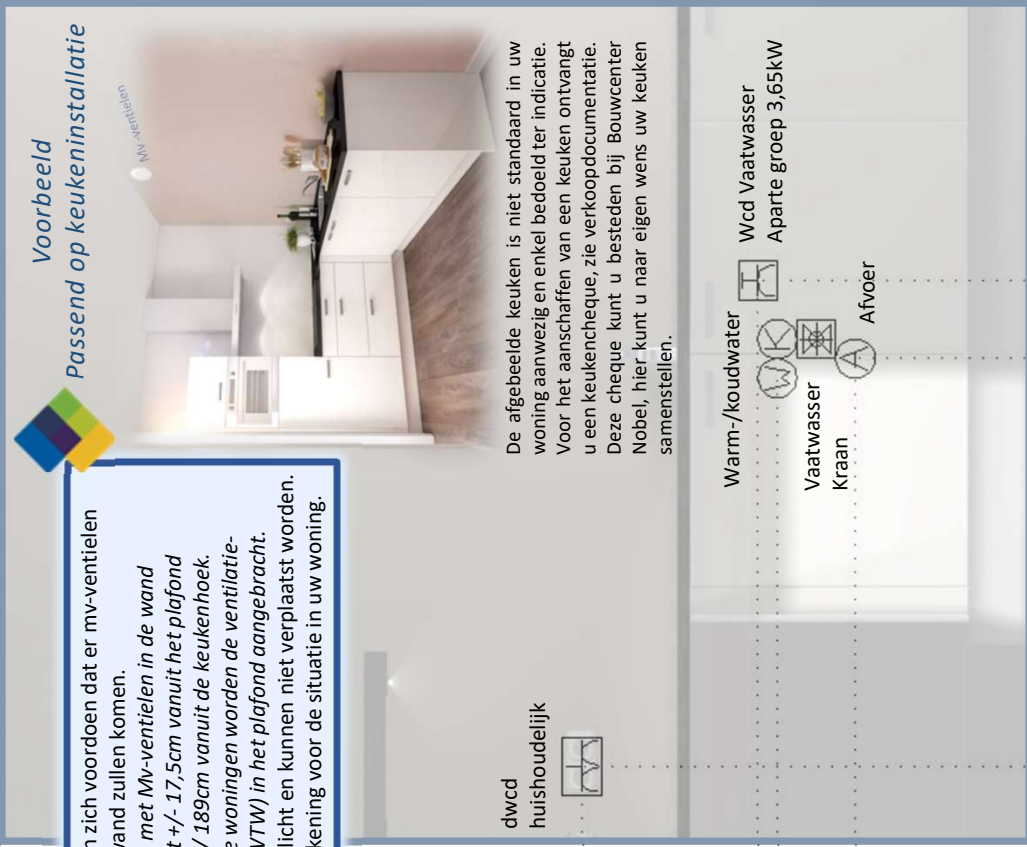 Voorbeeld
Passend op keukeninstallatie
Mv-ventielen
n zich voordoen dat er mv-ventielen
wand zullen komen.
met Mv-ventielen in de wand
t +/- 17,5cm vanuit het plafond
/ 189cm vanuit de keukenhoek.
e woningen worden de ventilatie-
VTW) in het plafond aangebracht.
licht en kunnen niet verplaatst worden.
kening voor de situatie in uw woning.
De afgebeelde keuken is niet standaard in uw
woning aanwezig en enkel bedoeld ter indicatie.
Voor het aanschaffen van een keuken ontvangt
u een keukencheque, zie verkoopdocumentatie.
Deze cheque kunt u besteden bij Bouwcenter
Nobel, hier kunt u naar eigen wens uw keuken
samenstellen.
dwcd
huishoudelijk
Warm-/koudwater
Wcd Vaatwasser
Aparte groep 3,65kW
W K
A
Vaatwasser
Kraan
Afvoer